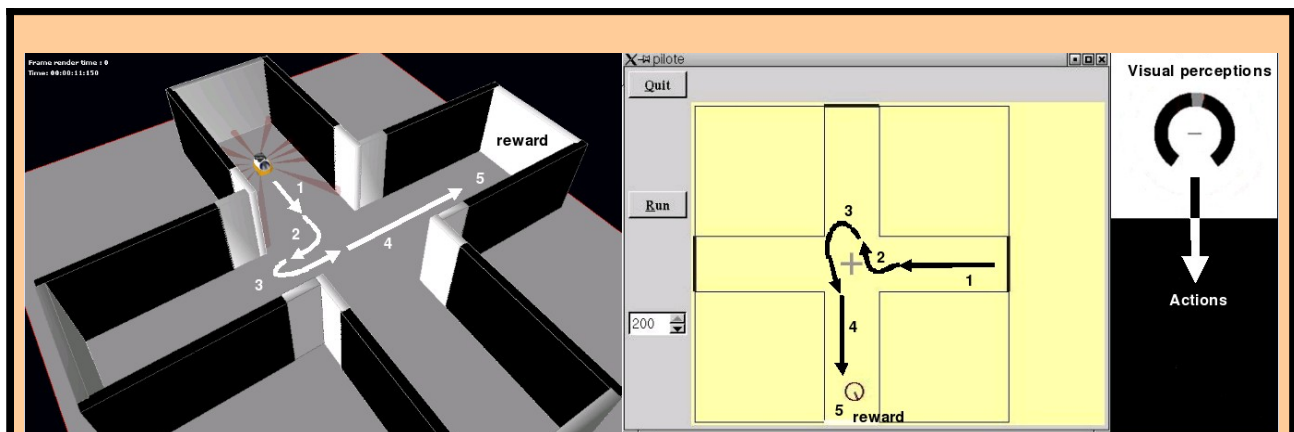 Frame render time : 0
Time: 00:00:11:150
reward
1
2
3
4
5
pilote
Quit
Run
200
1
2
3
4
5
reward
Visual perceptions
Actions